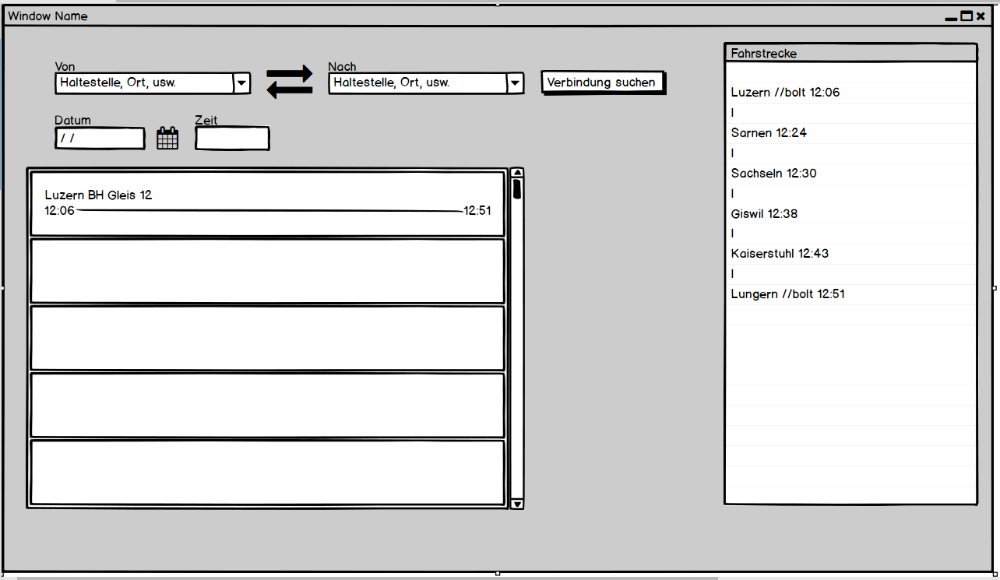 Window Name
Von
Haltestelle, Ort, usw.
Nach
Haltestelle, Ort, usw.
Verbindung suchen
Datum
/ /
Zeit
Luzern BH Gleis 12
12:06 12:51
Fahrstrecke
Luzern //bolt 12:06
|
Sarnen 12:24
|
Sachseln 12:30
|
Giswil 12:38
|
Kaiserstuhl 12:43
|
Lungern //bolt 12:51